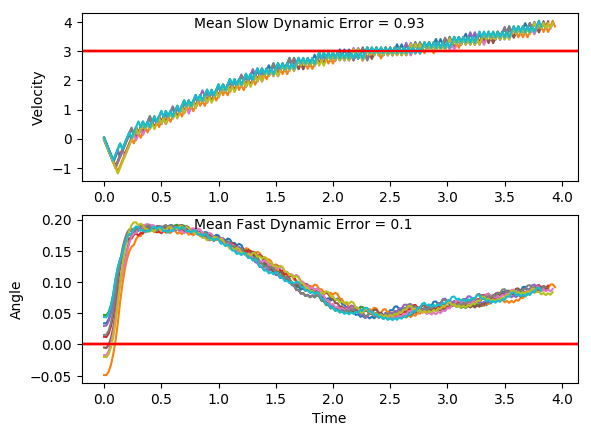 Mean Slow Dynamic Error = 0.93
4
3
2
1
0
−1
Velocity
0.0 0.5 1.0 1.5 2.0 2.5 3.0 3.5 4.0
Mean Fast Dynamic Error = 0.1
0.20
0.15
0.10
0.05
0.00
−0.05
Angle
0.0 0.5 1.0 1.5 2.0 2.5 3.0 3.5 4.0
Time